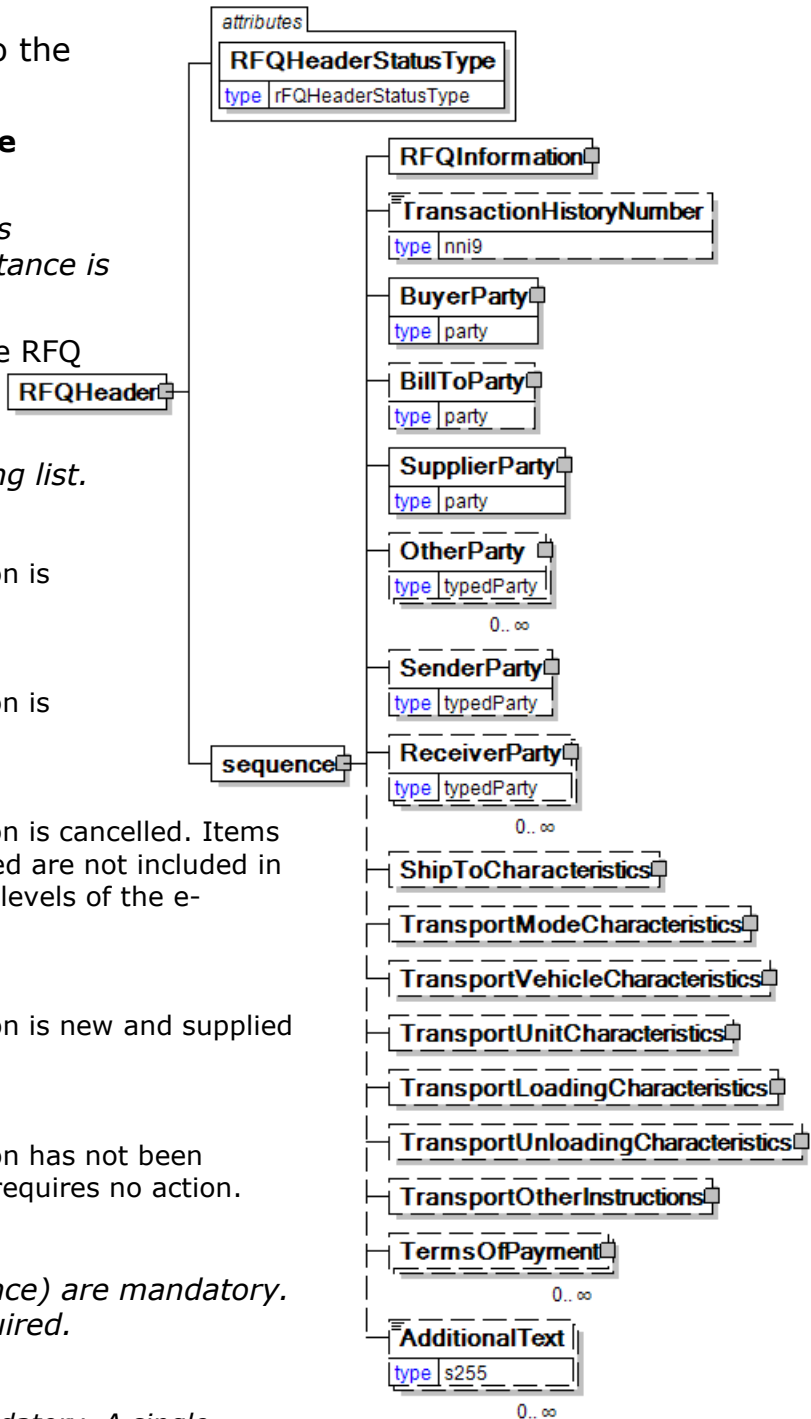 o the
e
s
tance is
e RFQ
ng list.
on is
on is
on is cancelled. Items
ed are not included in
levels of the e-
on is new and supplied
on has not been
requires no action.
nce) are mandatory.
uired.
datory. A single
attributes
RFQHeaderStatusType
type rFQHeaderStatusType
RFQHeader
sequence
RFQInformation
TransactionHistoryNumber
type nni9
BuyerParty
type party
BillToParty
type party
SupplierParty
type party
OtherParty
type typedParty
0.. ∞
SenderParty
type typedParty
ReceiverParty
type typedParty
0.. ∞
ShipToCharacteristics
TransportModeCharacteristics
TransportVehicleCharacteristics
TransportUnitCharacteristics
TransportLoadingCharacteristics
TransportUnloadingCharacteristics
TransportOtherInstructions
TermsOfPayment
0.. ∞
AdditionalText
type s255
0.. ∞